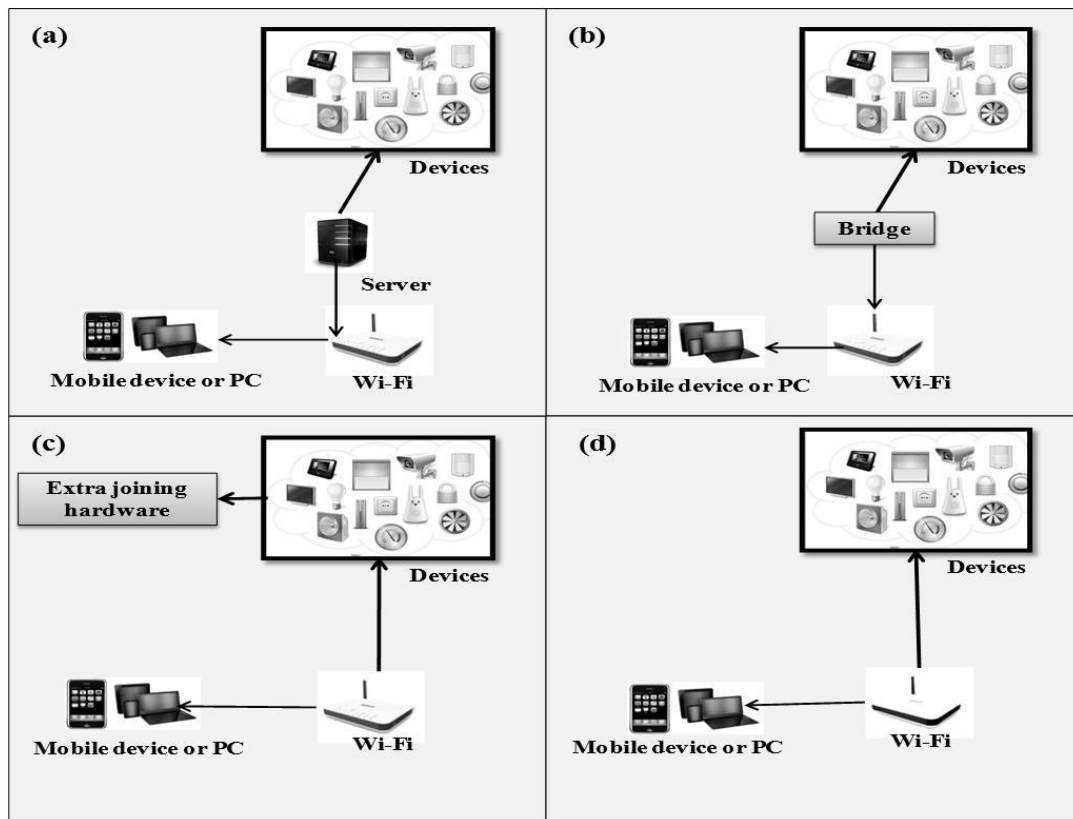 (a)
Devices
Server
Mobile device or PC
Wi-Fi
(b)
Devices
Bridge
Mobile device or PC
Wi-Fi
(c)
Extra joining
hardware
Devices
Mobile device or PC
Wi-Fi
(d)
Devices
Mobile device or PC
Wi-Fi